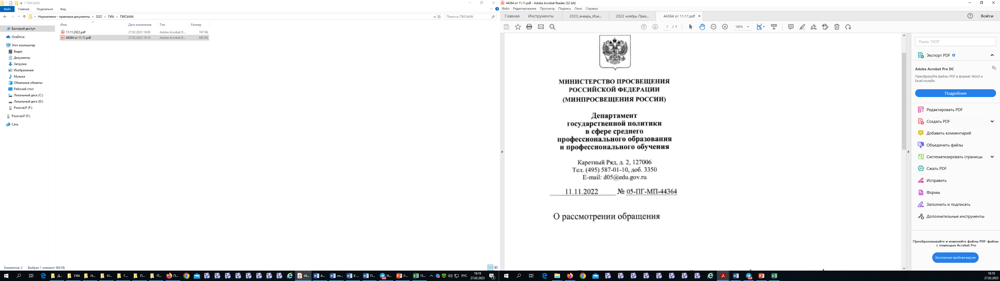 ПИСЬМА
Файл Главная Поделиться Вид
Нормативно - правовые документы › 2022 › ГИА › ПИСЬМА
Поиск в: ПИСЬМА
Имя Дата изменения Тип Размер
11.11.2022.pdf 27.02.2023 19:09 Adobe Acrobat D... 747 КБ
44364 от 11.11.pdf 27.02.2023 19:10 Adobe Acrobat D... 685 КБ
Быстрый доступ
OneDrive
Этот компьютер
Видео
Документы
Загрузки
Изображения
Музыка
Объемные объекты
Рабочий стол
Локальный диск (C:)
Локальный диск (D:)
PozovaLP (F:)
PozovaLP (F:)
Сеть
Элементов: 2 Выбран 1 элемент: 684 КБ
44364 от 11.11.pdf - Adobe Acrobat Reader (32-bit)
Файл Редактирование Просмотр Подпись Окно Справка
Главная Инструменты 2023_январь_Изм... 2022 ноябрь През... 44364 от 11.11.pdf Войти
1 / 1 168%
МИНИСТЕРСТВО ПРОСВЕЩЕНИЯ
РОССИЙСКОЙ ФЕДЕРАЦИИ
(МИНПРОСВЕЩЕНИЯ РОССИИ)
Департамент
государственной политики
в сфере среднего
профессионального образования
и профессионального обучения
Каретный Ряд, д. 2, 127006
Тел. (495) 587-01-10, доб. 3350
E-mail: d05@edu.gov.ru
11.11.2022 № 05-ПГ-МП-44364
О рассмотрении обращения
Поиск "OCR"
Экспорт PDF
Adobe Acrobat Pro DC
Преобразуйте файлы PDF в формат Word и
Excel онлайн
Подробнее
Редактировать PDF
Создать PDF
Добавить комментарий
Объединить файлы
Систематизировать страницы
Сжать PDF
Исправить
Формы
Заполнить и подписать
Дополнительные инструменты
Преобразовывайте и изменяйте файлы PDF-файлы
с помощью Acrobat Pro
Бесплатная пробная версия
Д... ГИА Н... Н... Г... П... П... П... 44... А... vn... К ... П... Н... У... 15... РУС 19:19
27.02.2023
19:19
27.02.2023